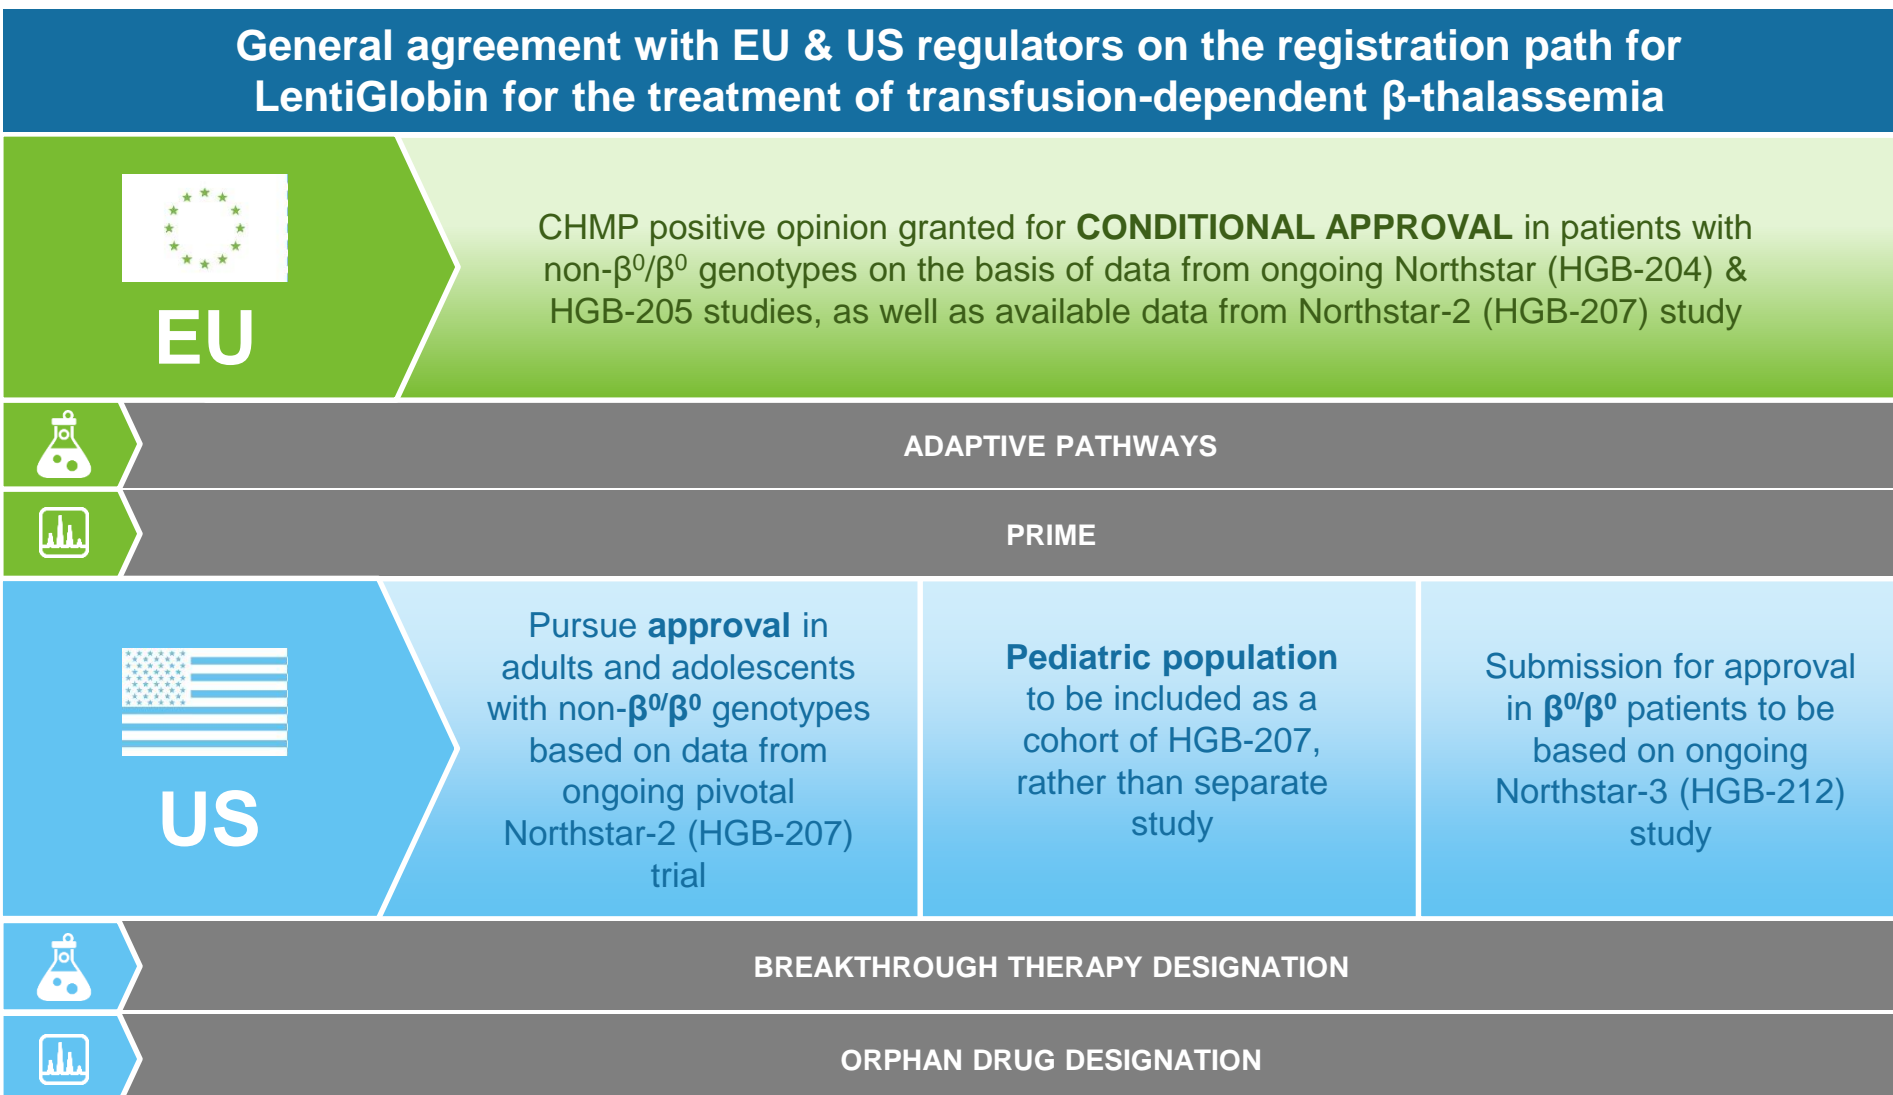 General agreement with EU & US regulators on the registration path for
LentiGlobin for the treatment of transfusion-dependent β-thalassemia
EU
CHMP positive opinion granted for CONDITIONAL APPROVAL in patients with
non-β⁰/β⁰ genotypes on the basis of data from ongoing Northstar (HGB-204) &
HGB-205 studies, as well as available data from Northstar-2 (HGB-207) study
ADAPTIVE PATHWAYS
PRIME
US
Pursue approval in
adults and adolescents
with non-β⁰/β⁰ genotypes
based on data from
ongoing pivotal
Northstar-2 (HGB-207)
trial
Pediatric population
to be included as a
cohort of HGB-207,
rather than separate
study
Submission for approval
in β⁰/β⁰ patients to be
based on ongoing
Northstar-3 (HGB-212)
study
BREAKTHROUGH THERAPY DESIGNATION
ORPHAN DRUG DESIGNATION